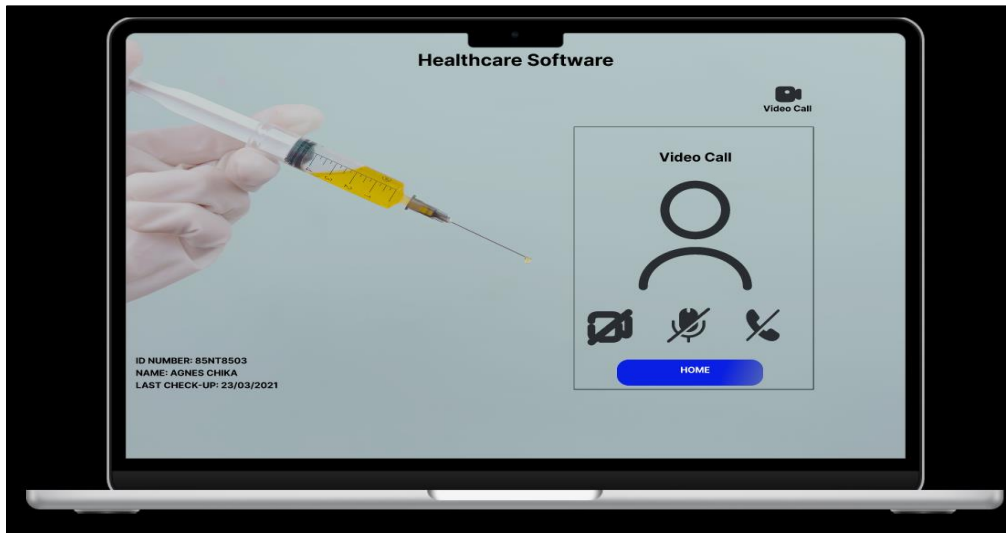 Healthcare Software
Video Call
Video Call
HOME
ID NUMBER: 85NT8503
NAME: AGNES CHIKA
LAST CHECK-UP: 23/03/2021